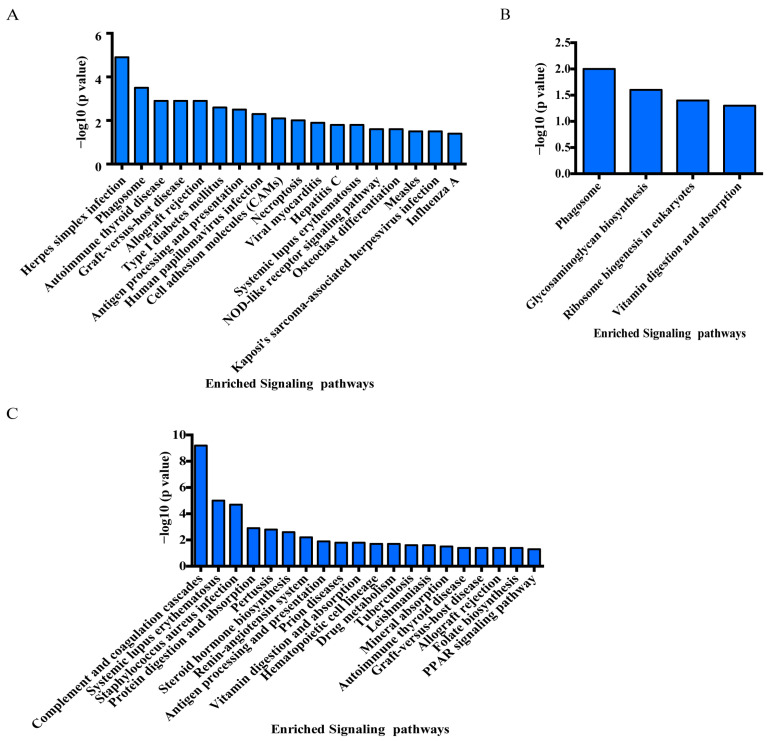 A
−log10 (p value)
6
4
2
0
Herpes simplex infection
Phagosome
Autoimmune thyroid disease
Graft-versus-host disease
Allograft rejection
Type I diabetes mellitus
Antigen processing and presentation
Human papillomavirus infection
Cell adhesion molecules (CAMs)
Necroptosis
Viral myocarditis
Hepatitis C
Systemic lupus erythematosus
NOD-like receptor signaling pathway
Osteoclast differentiation
Measles
Kaposi's sarcoma-associated herpesvirus infection
Influenza A
Enriched Signaling pathways
B
−log10 (p value)
2.5
2.0
1.5
1.0
0.5
0.0
Phagosome
Glycosaminoglycan biosynthesis
Ribosome biogenesis in eukaryotes
Vitamin digestion and absorption
Enriched Signaling pathways
C
−log10 (p value)
10
8
6
4
2
0
Complement and coagulation cascades
Systemic lupus erythematosus
Staphylococcus aureus infection
Protein digestion and absorption
Pertussis
Steroid hormone biosynthesis
Renin-angiotensin system
Antigen processing and presentation
Prion diseases
Vitamin digestion and absorption
Hematopoietic cell lineage
Drug metabolism
Tuberculosis
Leishmaniasis
Mineral absorption
Autoimmune thyroid disease
Graft-versus-host disease
Allograft rejection
Folate biosynthesis
PPAR signaling pathway
Enriched Signaling pathways